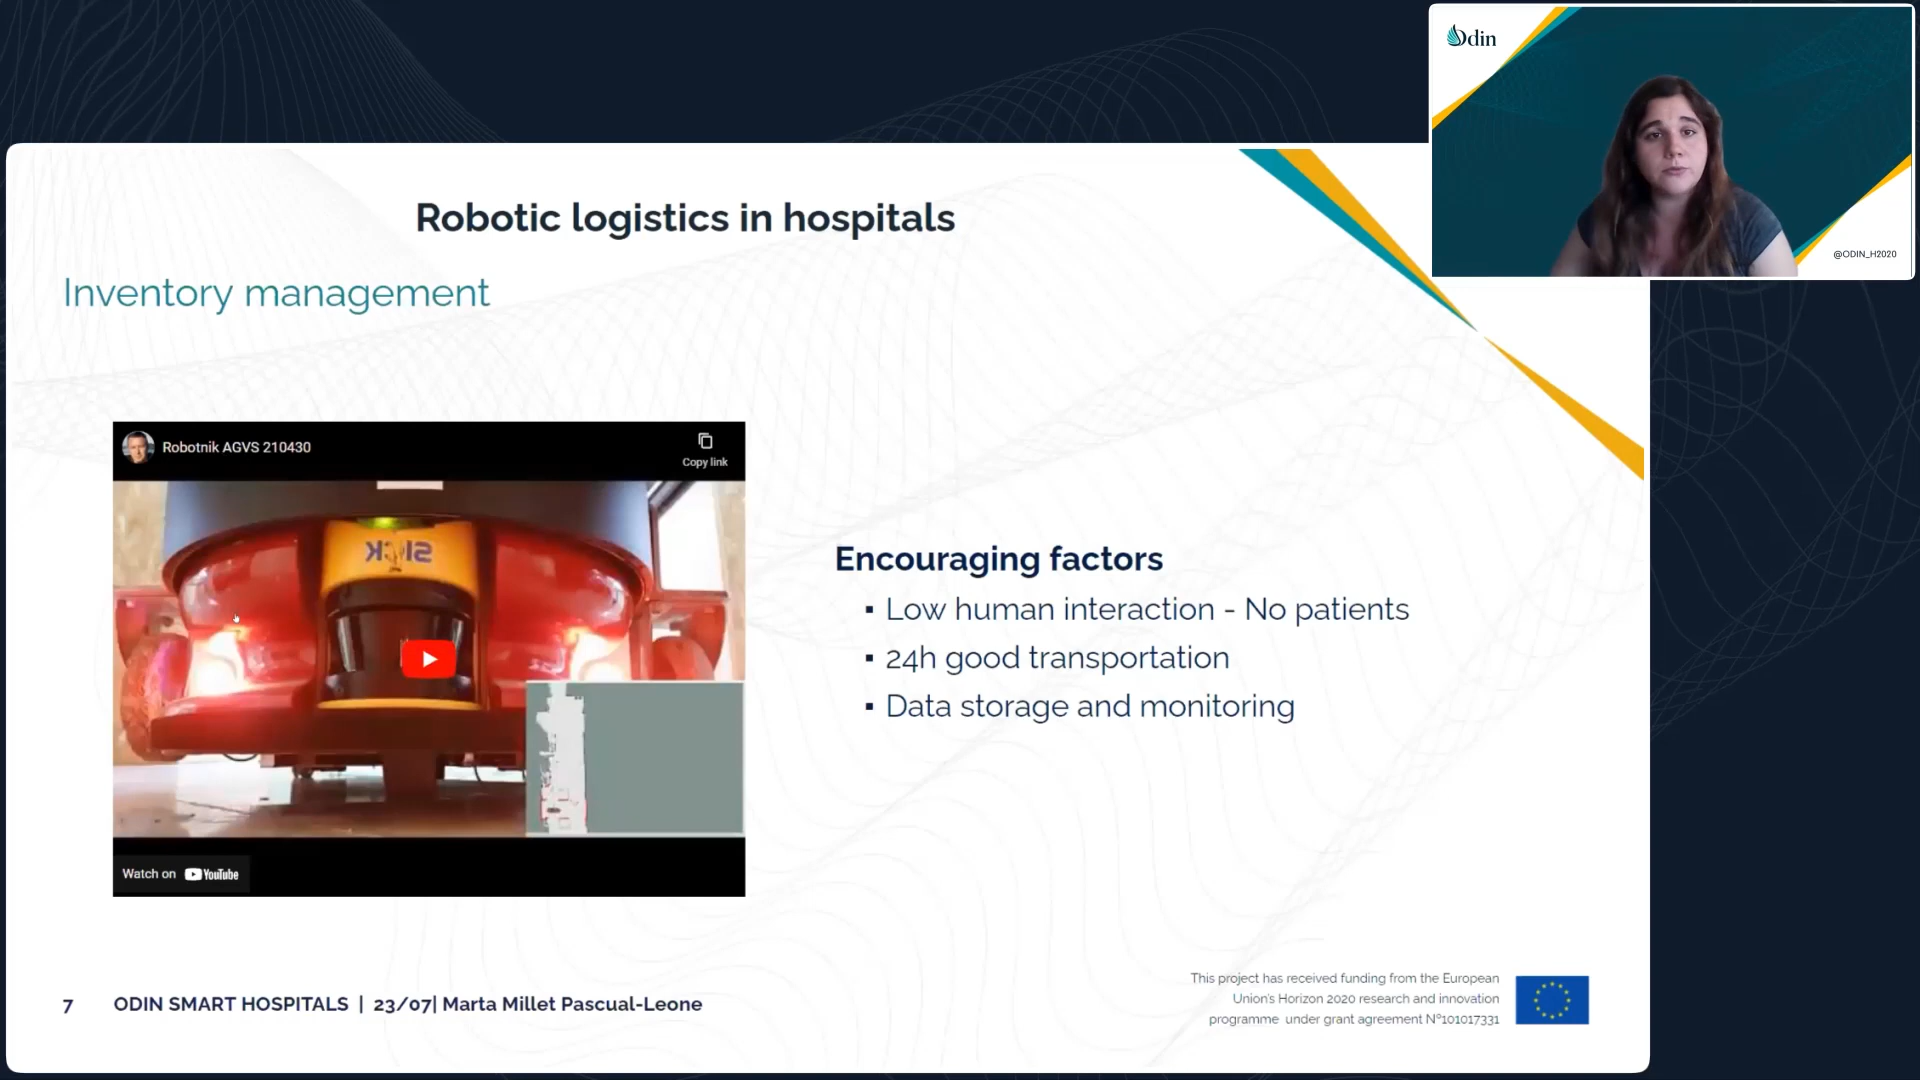 Odin
@ODIN_H2020
Robotic logistics in hospitals
Inventory management
Robotnik AGVS 210430
Copy link
SICK
Watch on YouTube
Encouraging factors
▪ Low human interaction - No patients
▪ 24h good transportation
▪ Data storage and monitoring
7 ODIN SMART HOSPITALS | 23/07| Marta Millet Pascual-Leone
This project has received funding from the European
Union's Horizon 2020 research and innovation
programme under grant agreement Nº101017331